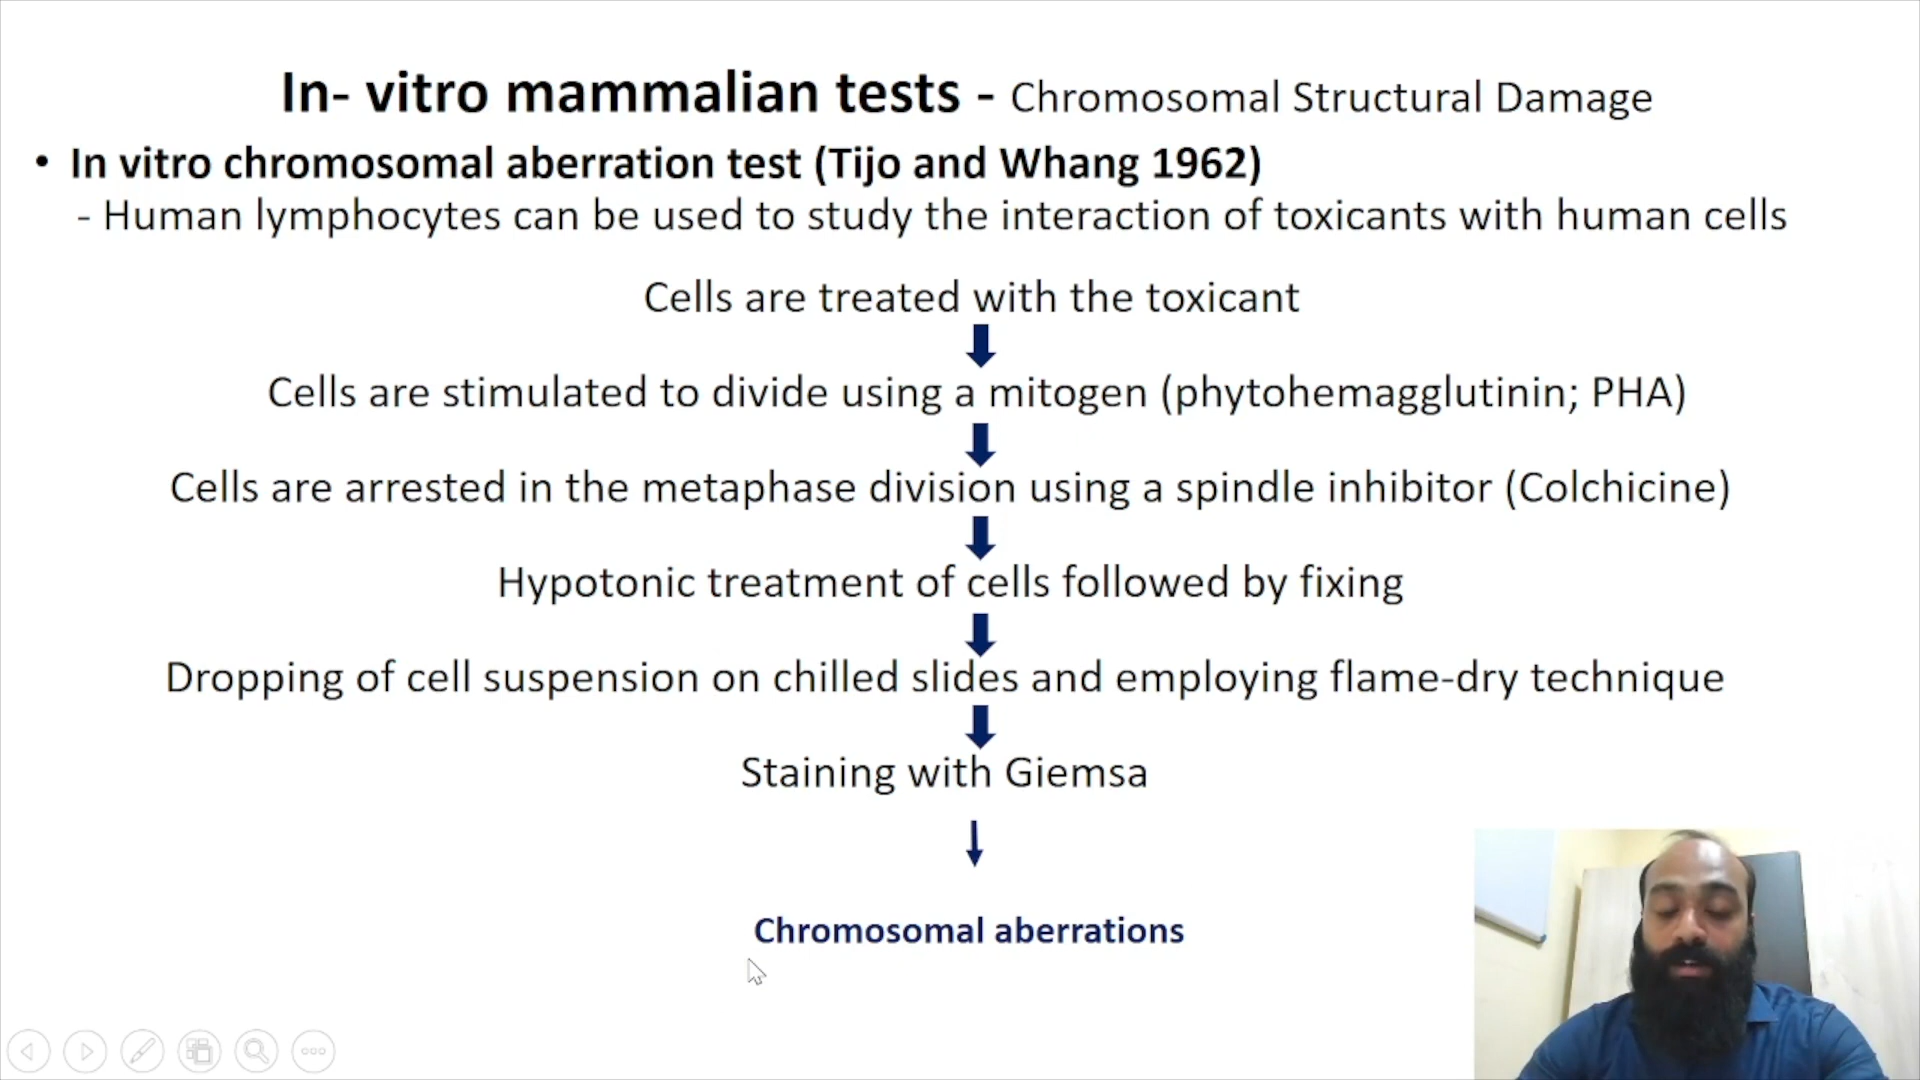 In- vitro mammalian tests - Chromosomal Structural Damage
• In vitro chromosomal aberration test (Tijo and Whang 1962)
- Human lymphocytes can be used to study the interaction of toxicants with human cells
Cells are treated with the toxicant
Cells are stimulated to divide using a mitogen (phytohemagglutinin; PHA)
Cells are arrested in the metaphase division using a spindle inhibitor (Colchicine)
Hypotonic treatment of cells followed by fixing
Dropping of cell suspension on chilled slides and employing flame-dry technique
Staining with Giemsa
Chromosomal aberrations